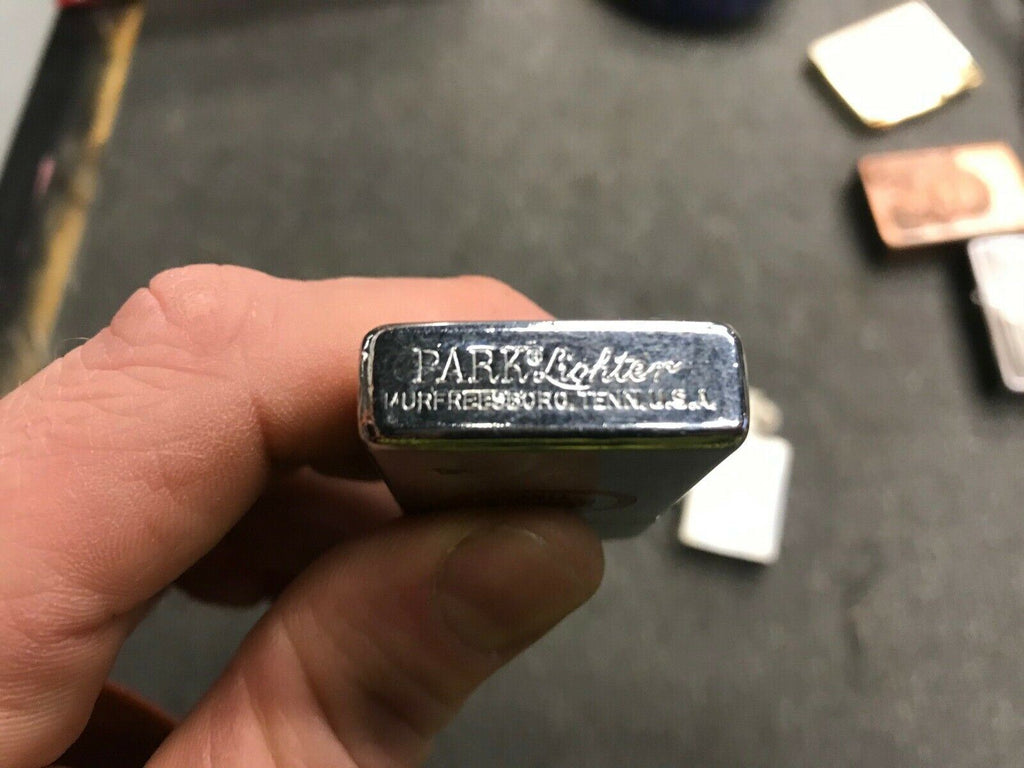 PARK® Lighter
MURFREESBORO, TENN. U.S.A.